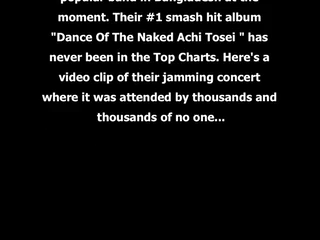 popular band in Bangladesh at the
moment. Their #1 smash hit album
"Dance Of The Naked Achi Tosei " has
never been in the Top Charts. Here's a
video clip of their jamming concert
where it was attended by thousands and
thousands of no one...